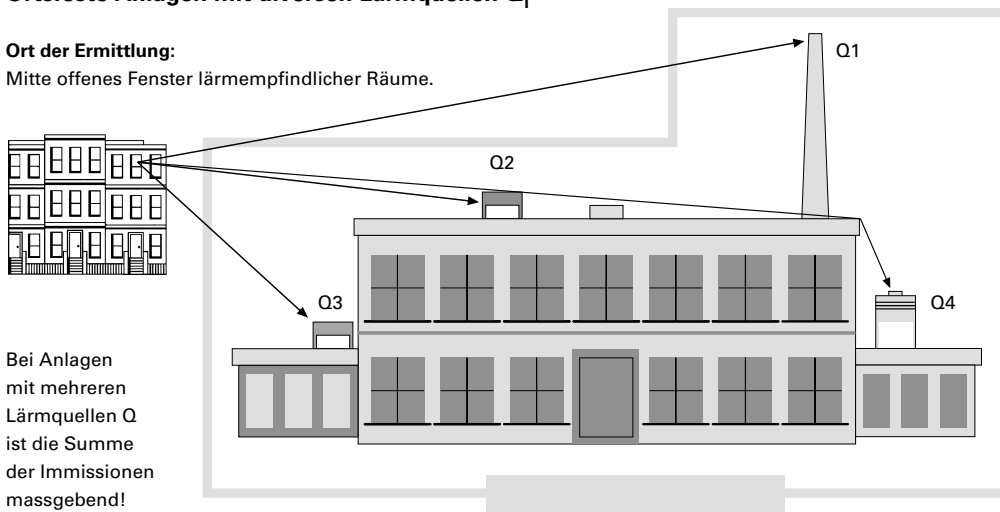 Ort der Ermittlung:
Mitte offenes Fenster lärmempfindlicher Räume.
Q1
Q2
Q3
Q4
Bei Anlagen
mit mehreren
Lärmquellen Q
ist die Summe
der Immissionen
massgebend!